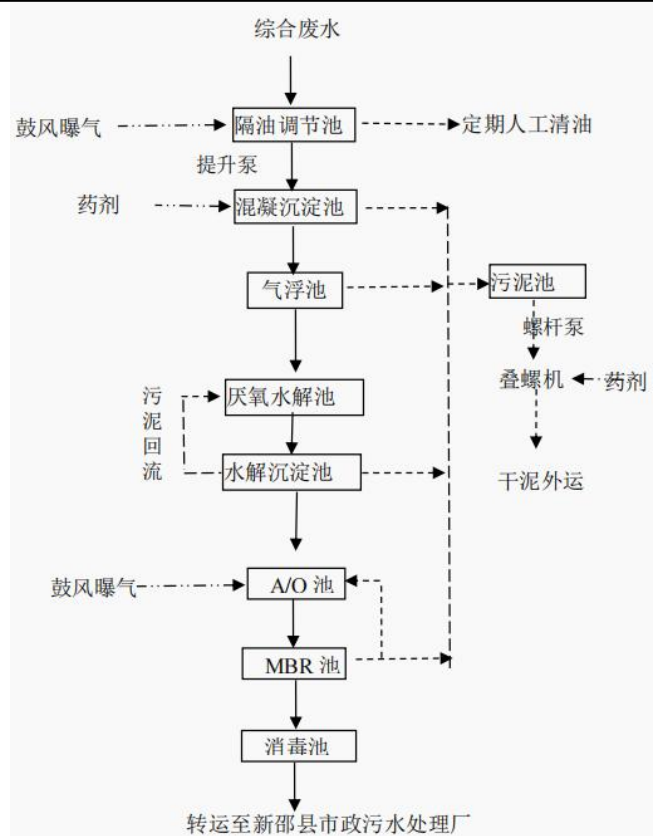 综合废水
鼓风曝气
隔油调节池
定期人工清油
提升泵
药剂
混凝沉淀池
气浮池
污泥池
螺杆泵
叠螺机
药剂
干泥外运
厌氧水解池
污泥回流
水解沉淀池
鼓风曝气
A/O 池
MBR 池
消毒池
转运至新邵县市政污水处理厂